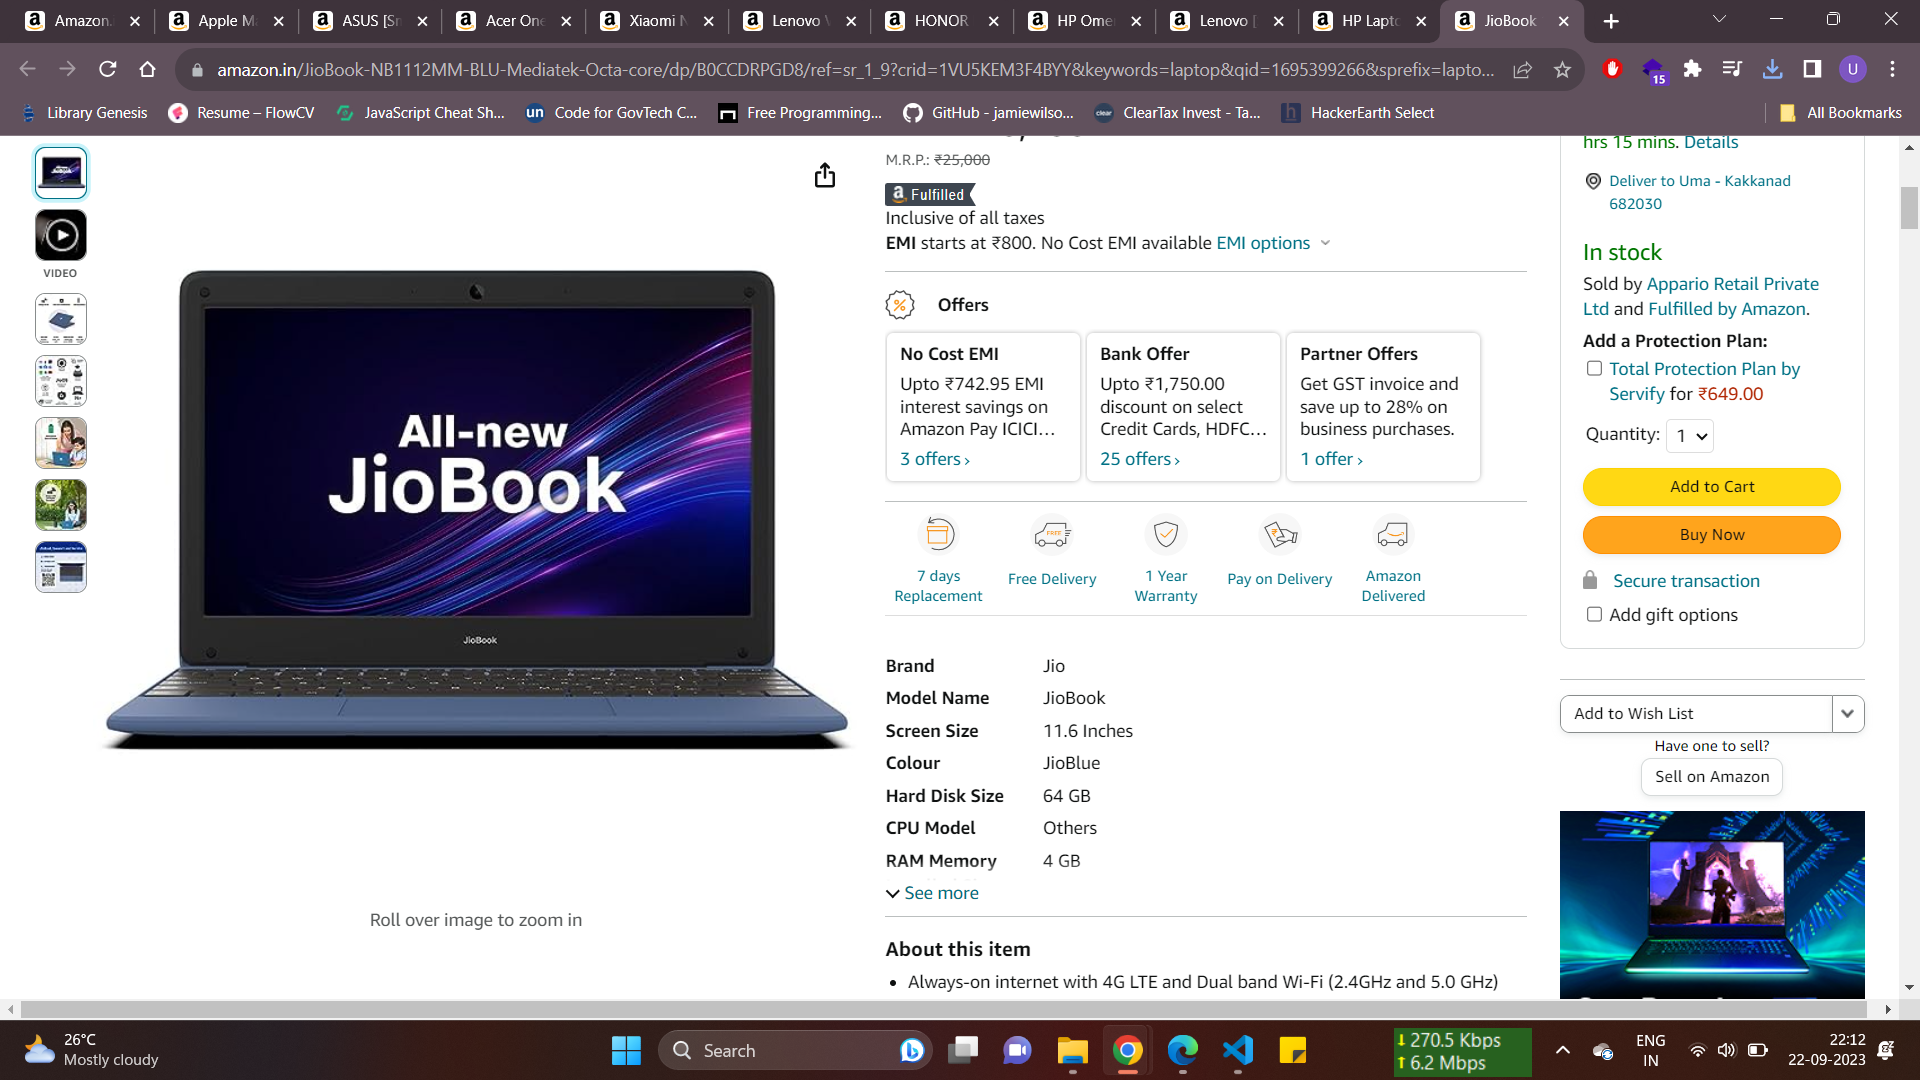 Amazon.
Apple Ma
ASUS [Sm
Acer One
Xiaomi N
Lenovo V
HONOR
HP Ome
Lenovo [
HP Lapto
JioBook
amazon.in/JioBook-NB1112MM-BLU-Mediatek-Octa-core/dp/B0CCDRPGD8/ref=sr_1_9?crid=1VU5KEM3F4BYY&keywords=laptop&qid=1695399266&sprefix=lapto...
15
U
Library Genesis
Resume – FlowCV
JavaScript Cheat Sh...
un
Code for GovTech C...
Free Programming...
GitHub - jamiewilso...
clear
ClearTax Invest - Ta...
h
HackerEarth Select
All Bookmarks
VIDEO
All-new
JioBook
JioBook
Roll over image to zoom in
M.R.P.: ₹25,000
a Fulfilled
Inclusive of all taxes
EMI starts at ₹800. No Cost EMI available EMI options
Offers
No Cost EMI
Upto ₹742.95 EMI
interest savings on
Amazon Pay ICICI…
3 offers ›
Bank Offer
Upto ₹1,750.00
discount on select
Credit Cards, HDFC…
25 offers ›
Partner Offers
Get GST invoice and
save up to 28% on
business purchases.
1 offer ›
7 days
Replacement
FREE
Free Delivery
1 Year
Warranty
Pay on Delivery
Amazon
Delivered
Brand Jio
Model Name JioBook
Screen Size 11.6 Inches
Colour JioBlue
Hard Disk Size 64 GB
CPU Model Others
RAM Memory 4 GB
See more
About this item
• Always-on internet with 4G LTE and Dual band Wi-Fi (2.4GHz and 5.0 GHz)
hrs 15 mins. Details
Deliver to Uma - Kakkanad
682030
In stock
Sold by Appario Retail Private
Ltd and Fulfilled by Amazon.
Add a Protection Plan:
Total Protection Plan by
Servify for ₹649.00
Quantity: 1
Add to Cart
Buy Now
Secure transaction
Add gift options
Add to Wish List
Have one to sell?
Sell on Amazon
26°C
Mostly cloudy
Search
270.5 Kbps
6.2 Mbps
ENG
IN
22:12
22-09-2023